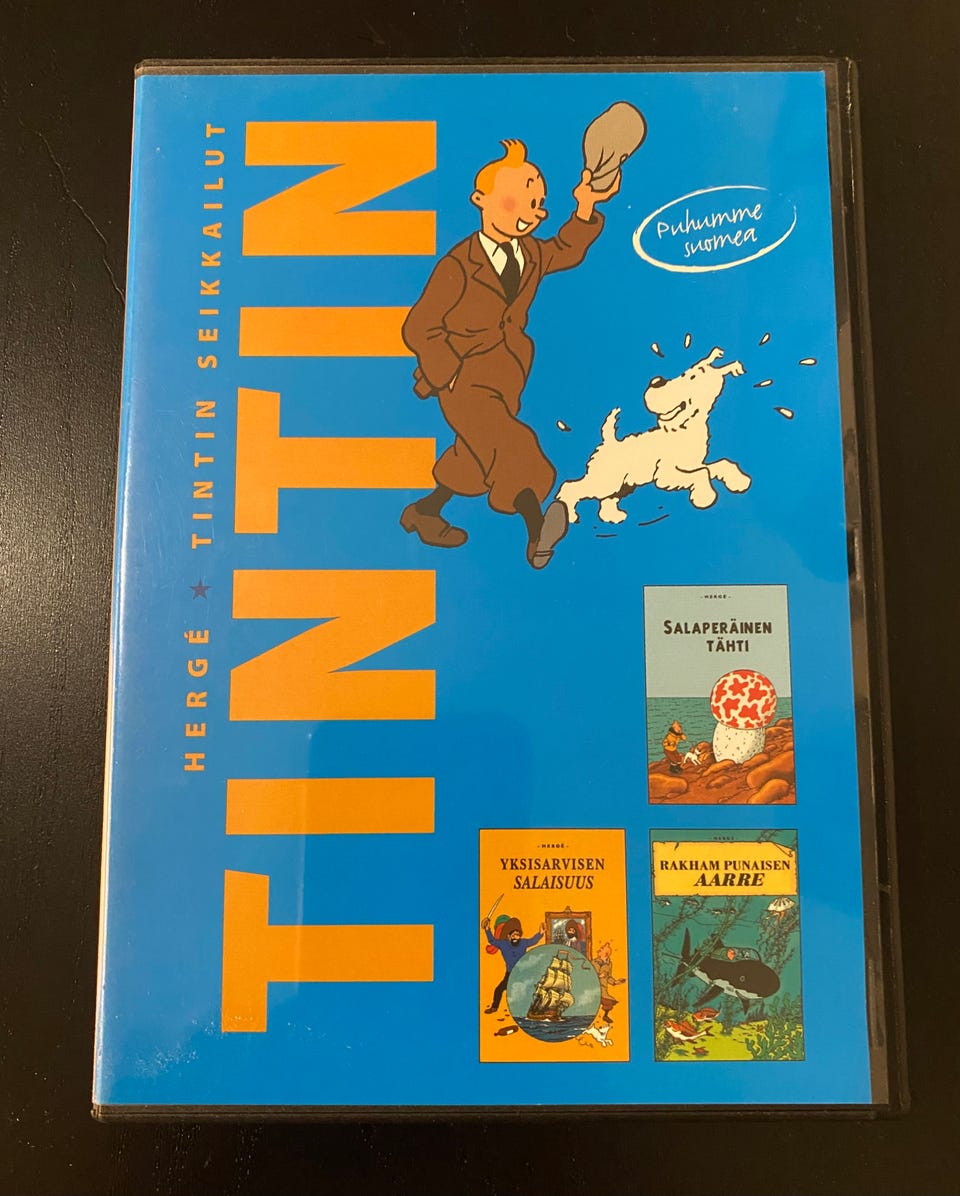 HERGÉ ★ TINTIN SEIKKAILUT
TINTIN
Puhumme
suomea
- HERGÉ -
SALAPERÄINEN
TÄHTI
- HERGÉ -
YKSISARVISEN
SALAISUUS
HERGÉ
RAKHAM PUNAISEN
AARRE